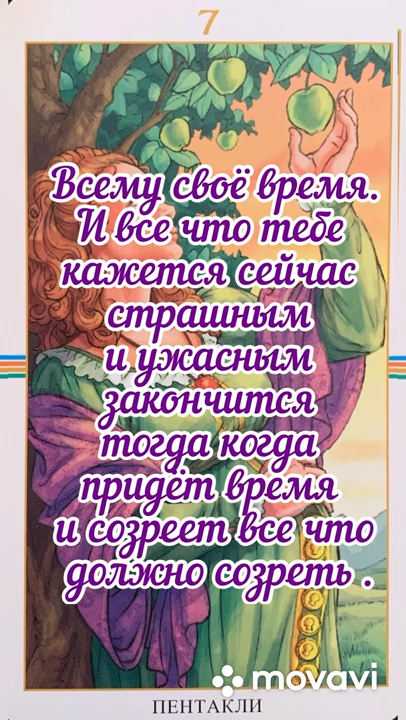 7
Всему своё время.
И все что тебе
кажется сейчас
страшным
и ужасным
закончится
тогда когда
придёт время
и созреет все что
должно созреть .
movavi
ПЕНТАКЛИ